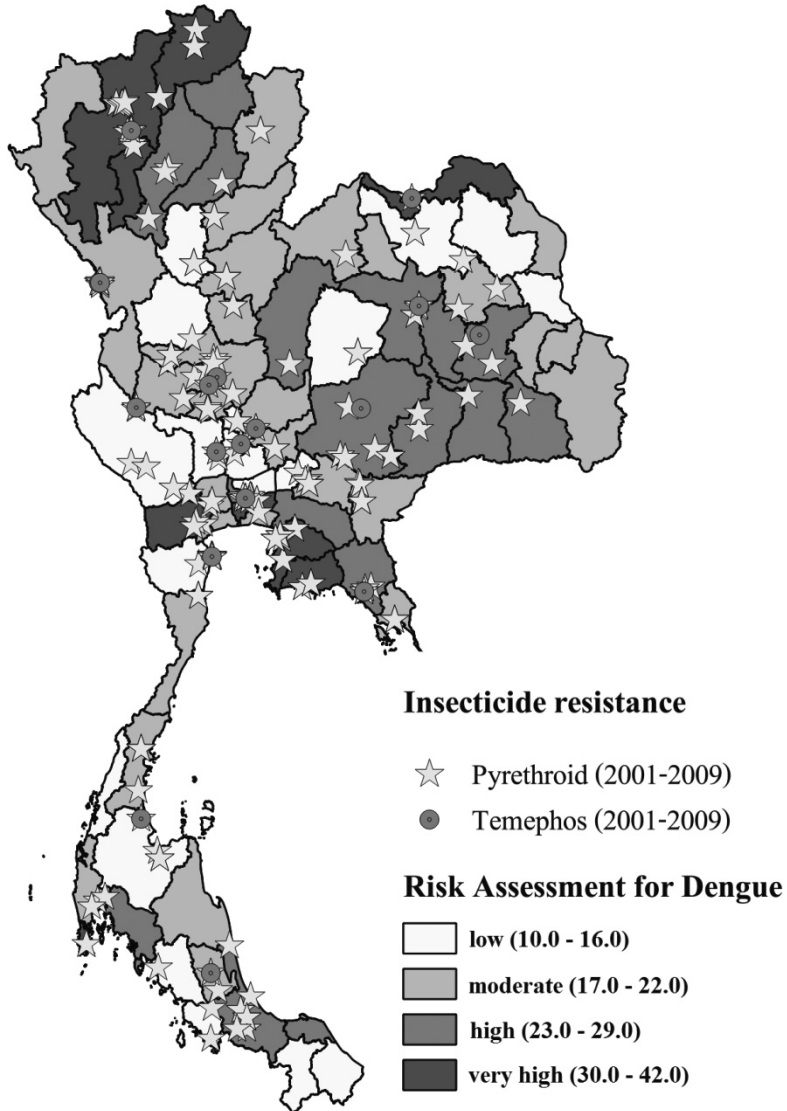 Insecticide resistance
Pyrethroid (2001-2009)
Temephos (2001-2009)
Risk Assessment for Dengue
low (10.0 - 16.0)
moderate (17.0 - 22.0)
high (23.0 - 29.0)
very high (30.0 - 42.0)